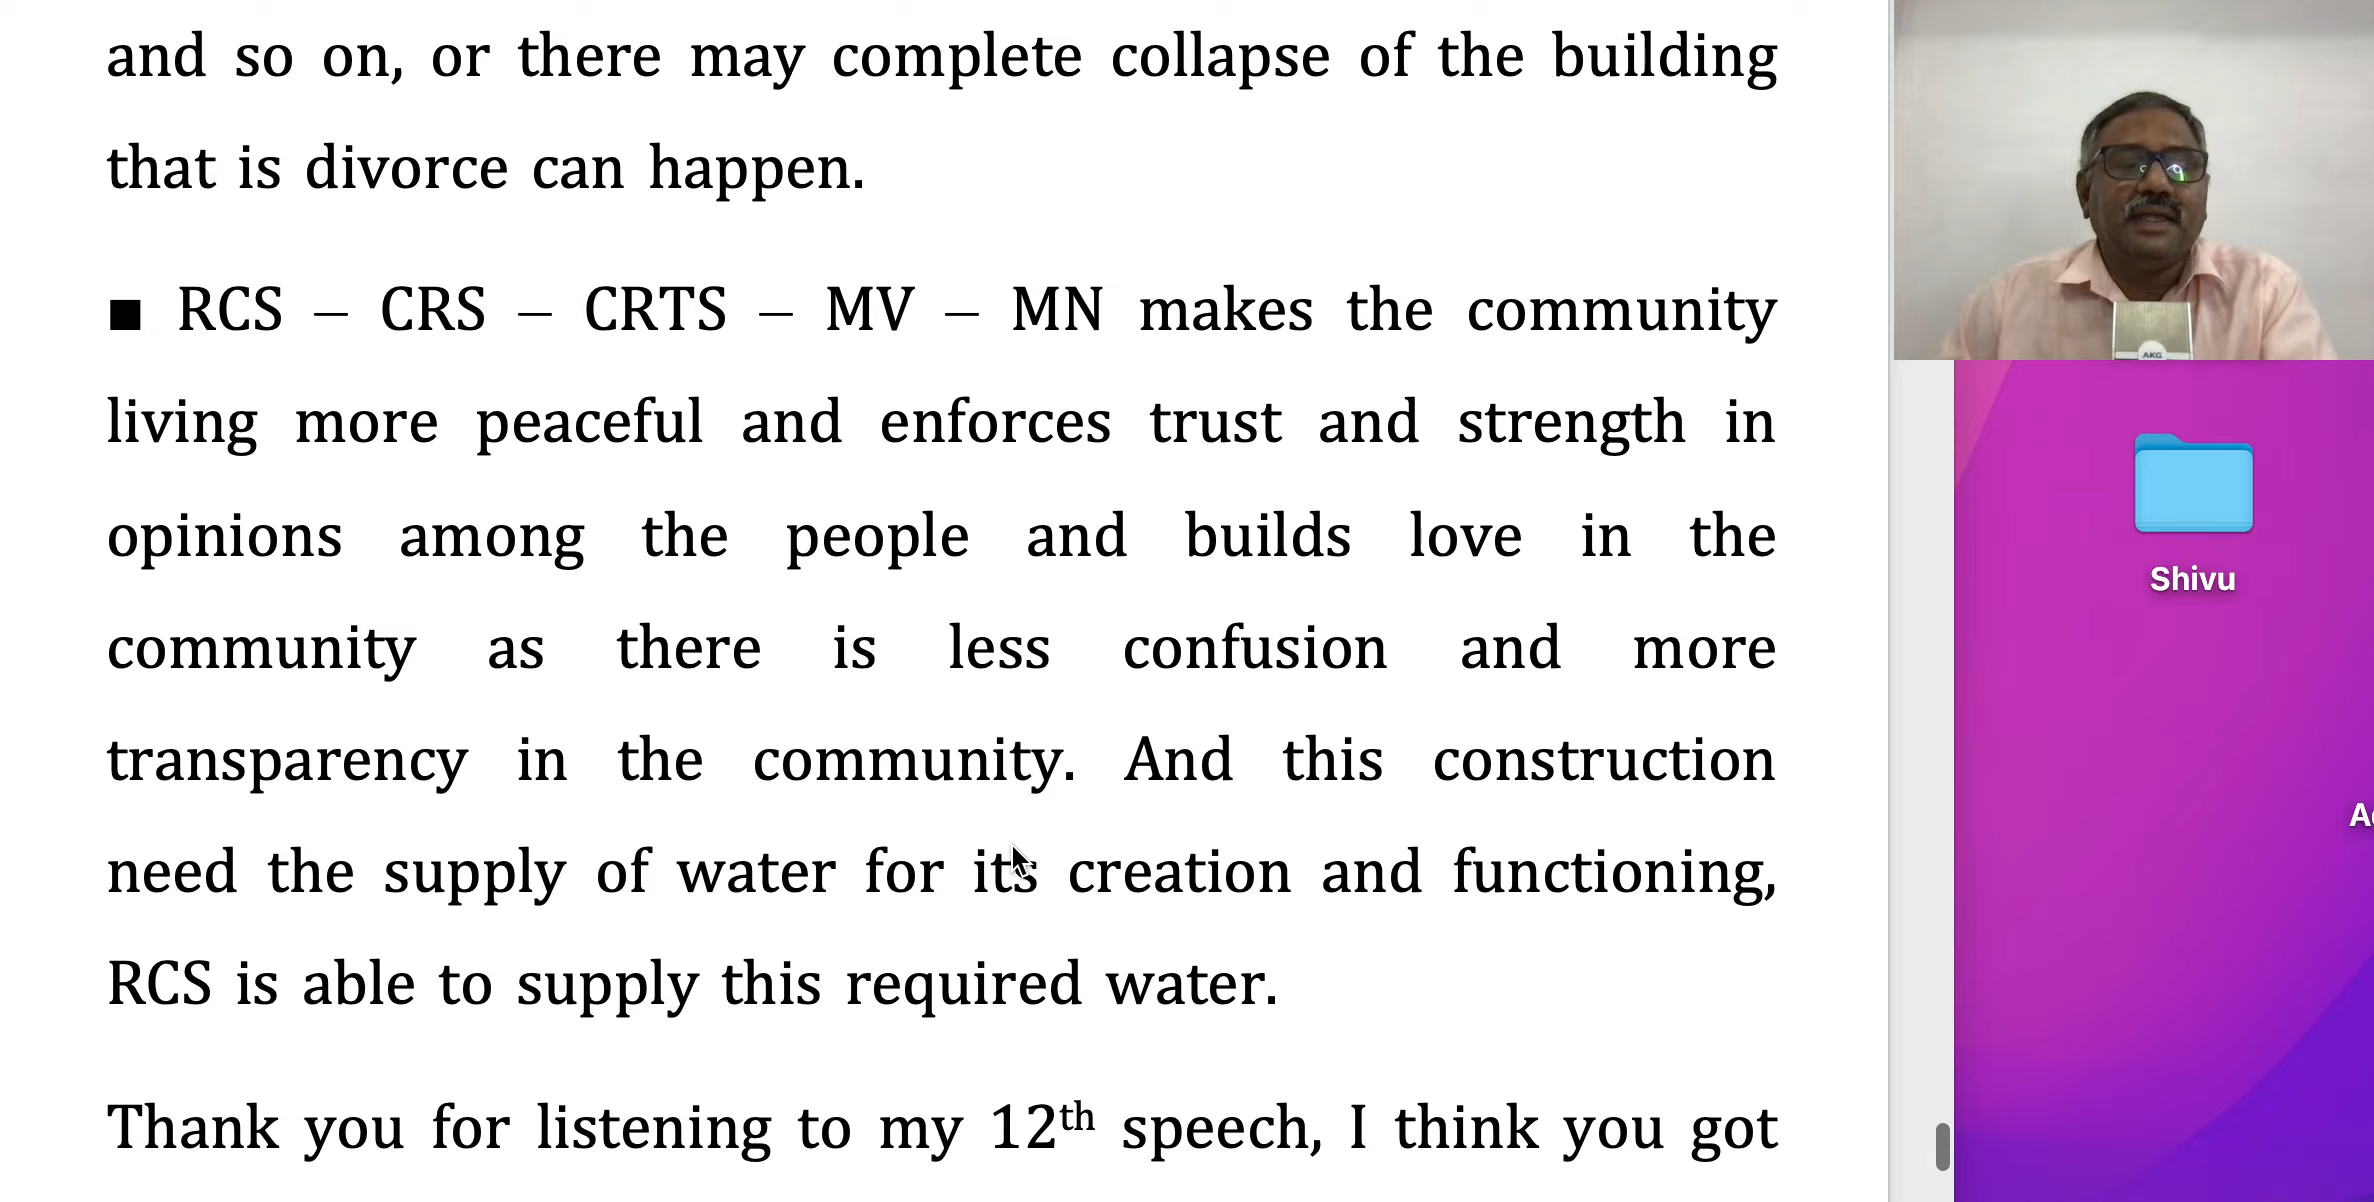 and so on, or there may complete collapse of the building
that is divorce can happen.
■ RCS – CRS – CRTS – MV – MN makes the community
living more peaceful and enforces trust and strength in
opinions among the people and builds love in the
community as there is less confusion and more
transparency in the community. And this construction
need the supply of water for its creation and functioning,
RCS is able to supply this required water.
Thank you for listening to my 12th speech, I think you got
AKG
Shivu